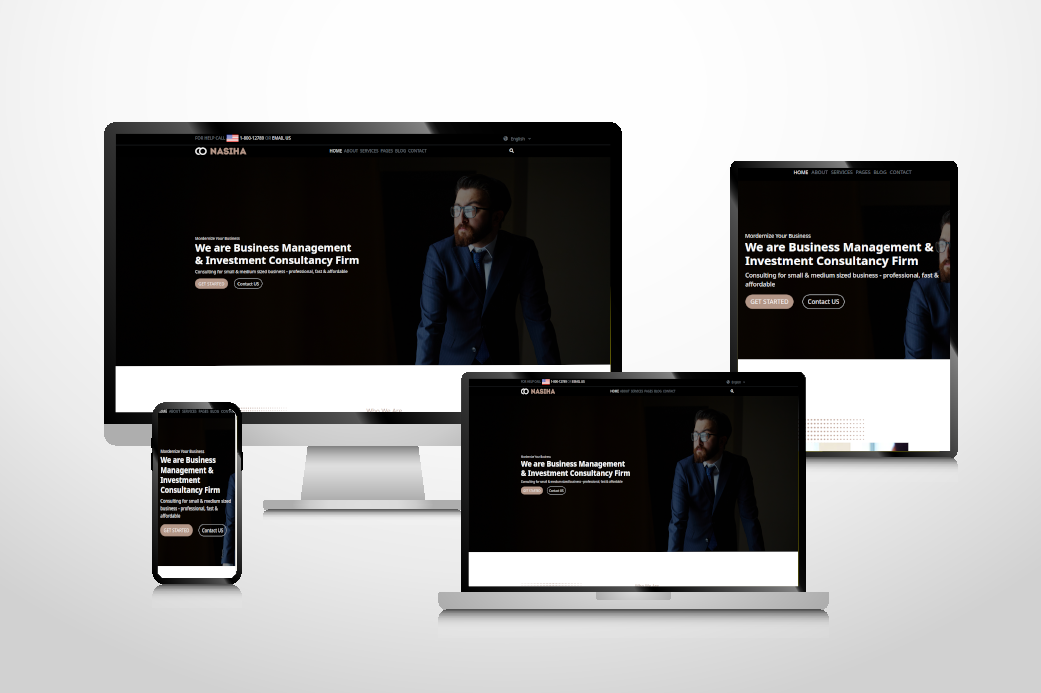 FOR HELP CALL 1-800-12789 OR EMAIL US
English
NASIHA
HOME ABOUT SERVICES PAGES BLOG CONTACT
Mordernize Your Business
We are Business Management
& Investment Consultancy Firm
Consulting for small & medium sized business - professional, fast & affordable
GET STARTED
Contact US
Who We Are
HOME ABOUT SERVICES PAGES BLOG CONTACT
Mordernize Your Business
We are Business Management &
Investment Consultancy Firm
Consulting for small & medium sized business - professional, fast &
affordable
GET STARTED
Contact US
ABOUT SERVICES PAGES BLOG
Mordernize Your Business
We are Business
Management &
Investment
Consultancy Firm
Consulting for small & medium sized
business - professional, fast &
affordable
GET STARTED
Contact US
FOR HELP CALL 1-800-12789 OR EMAIL US
English
NASIHA
HOME ABOUT SERVICES PAGES BLOG CONTACT
Mordernize Your Business
We are Business Management
& Investment Consultancy Firm
Consulting for small & medium sized business - professional, fast & affordable
GET STARTED
Contact US